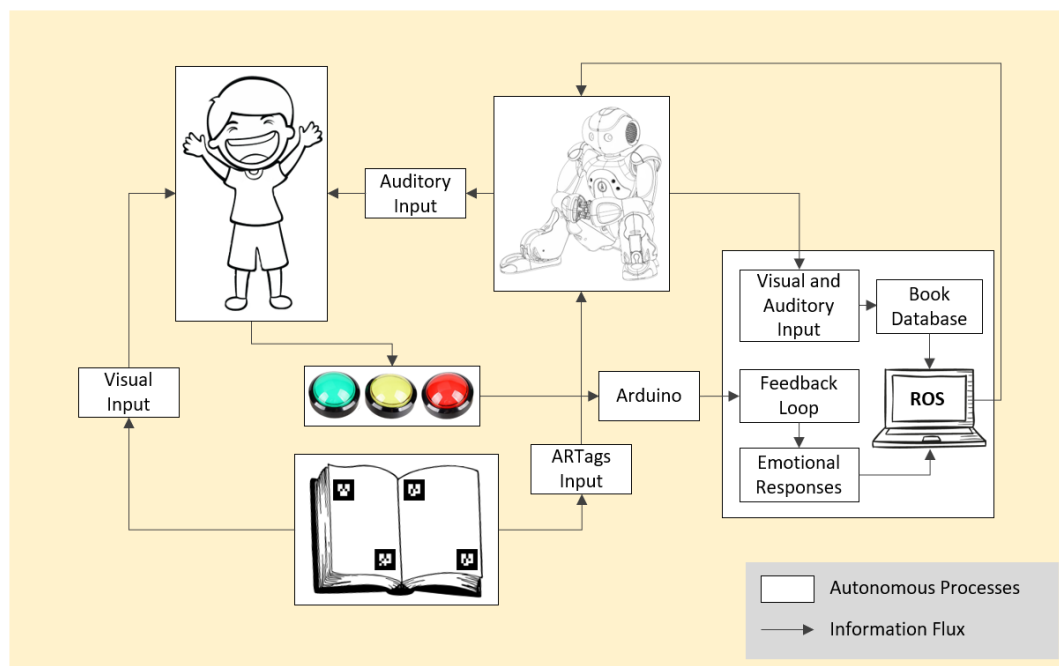 Auditory
Input
Visual and
Auditory
Input
Book
Database
Visual
Input
Arduino
Feedback
Loop
ROS
ARTags
Input
Emotional
Responses
Autonomous Processes
Information Flux